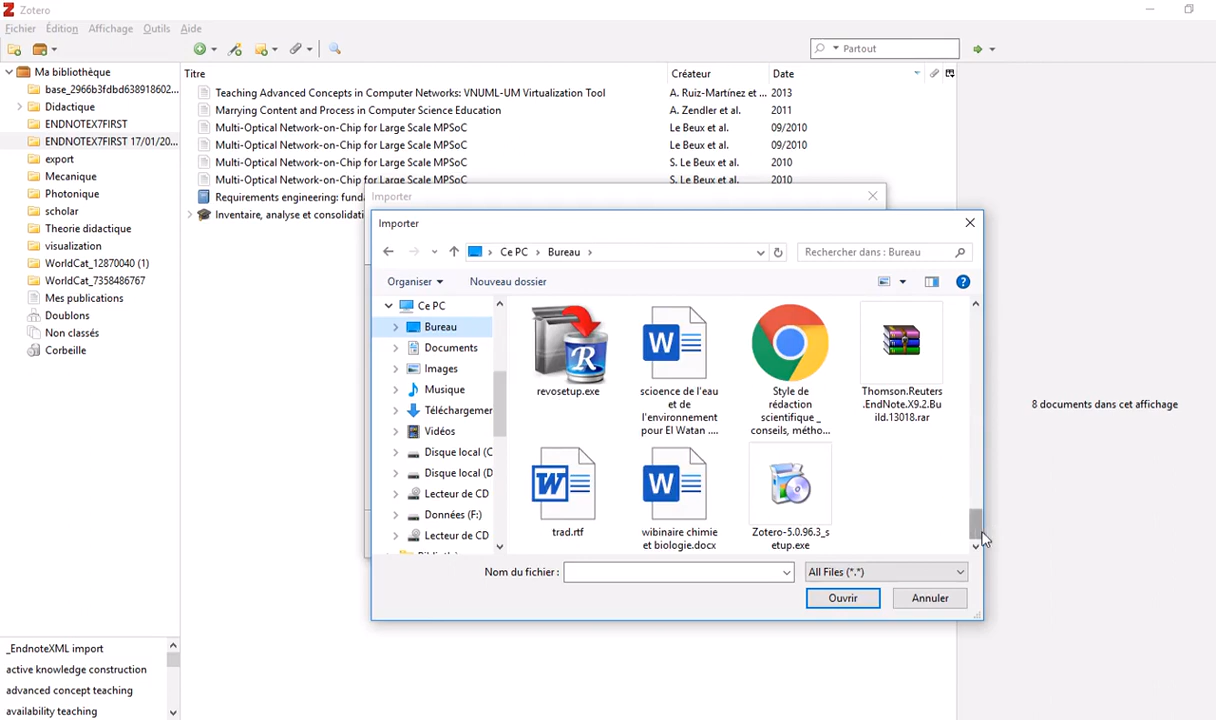 Zotero
Fichier Édition Affichage Outils Aide
Partout
Ma bibliothèque
base_2966b3fdbd638918602...
Didactique
ENDNOTEX7FIRST
ENDNOTEX7FIRST 17/01/20...
export
Mecanique
Photonique
scholar
Theorie didactique
visualization
WorldCat_12870040 (1)
WorldCat_7358486767
Mes publications
Doublons
Non classés
Corbeille
_EndnoteXML import
active knowledge construction
advanced concept teaching
availability teaching
Titre Créateur Date
Teaching Advanced Concepts in Computer Networks: VNUML-UM Virtualization Tool A. Ruiz-Martínez et ... 2013
Marrying Content and Process in Computer Science Education A. Zendler et al. 2011
Multi-Optical Network-on-Chip for Large Scale MPSoC Le Beux et al. 09/2010
Multi-Optical Network-on-Chip for Large Scale MPSoC Le Beux et al. 09/2010
Multi-Optical Network-on-Chip for Large Scale MPSoC S. Le Beux et al. 2010
Multi-Optical Network-on-Chip for Large Scale MPSoC S. Le Beux et al. 2010
Requirements engineering: fund
Inventaire, analyse et consolidati
Importer
Importer
Ce PC Bureau
Rechercher dans : Bureau
Organiser Nouveau dossier
Ce PC
Bureau
Documents
Images
Musique
Téléchargemer
Vidéos
Disque local (C
Disque local (D
Lecteur de CD
Données (F:)
Lecteur de CD
revosetup.exe
scioence de l'eau
et de
l'environnement
pour El Watan ....
Style de
rédaction
scientifique _
conseils, métho...
Thomson.Reuters
.EndNote.X9.2.Bu
ild.13018.rar
trad.rtf
wibinaire chimie
et biologie.docx
Zotero-5.0.96.3_s
etup.exe
Nom du fichier :
All Files (*.*)
Ouvrir Annuler
8 documents dans cet affichage